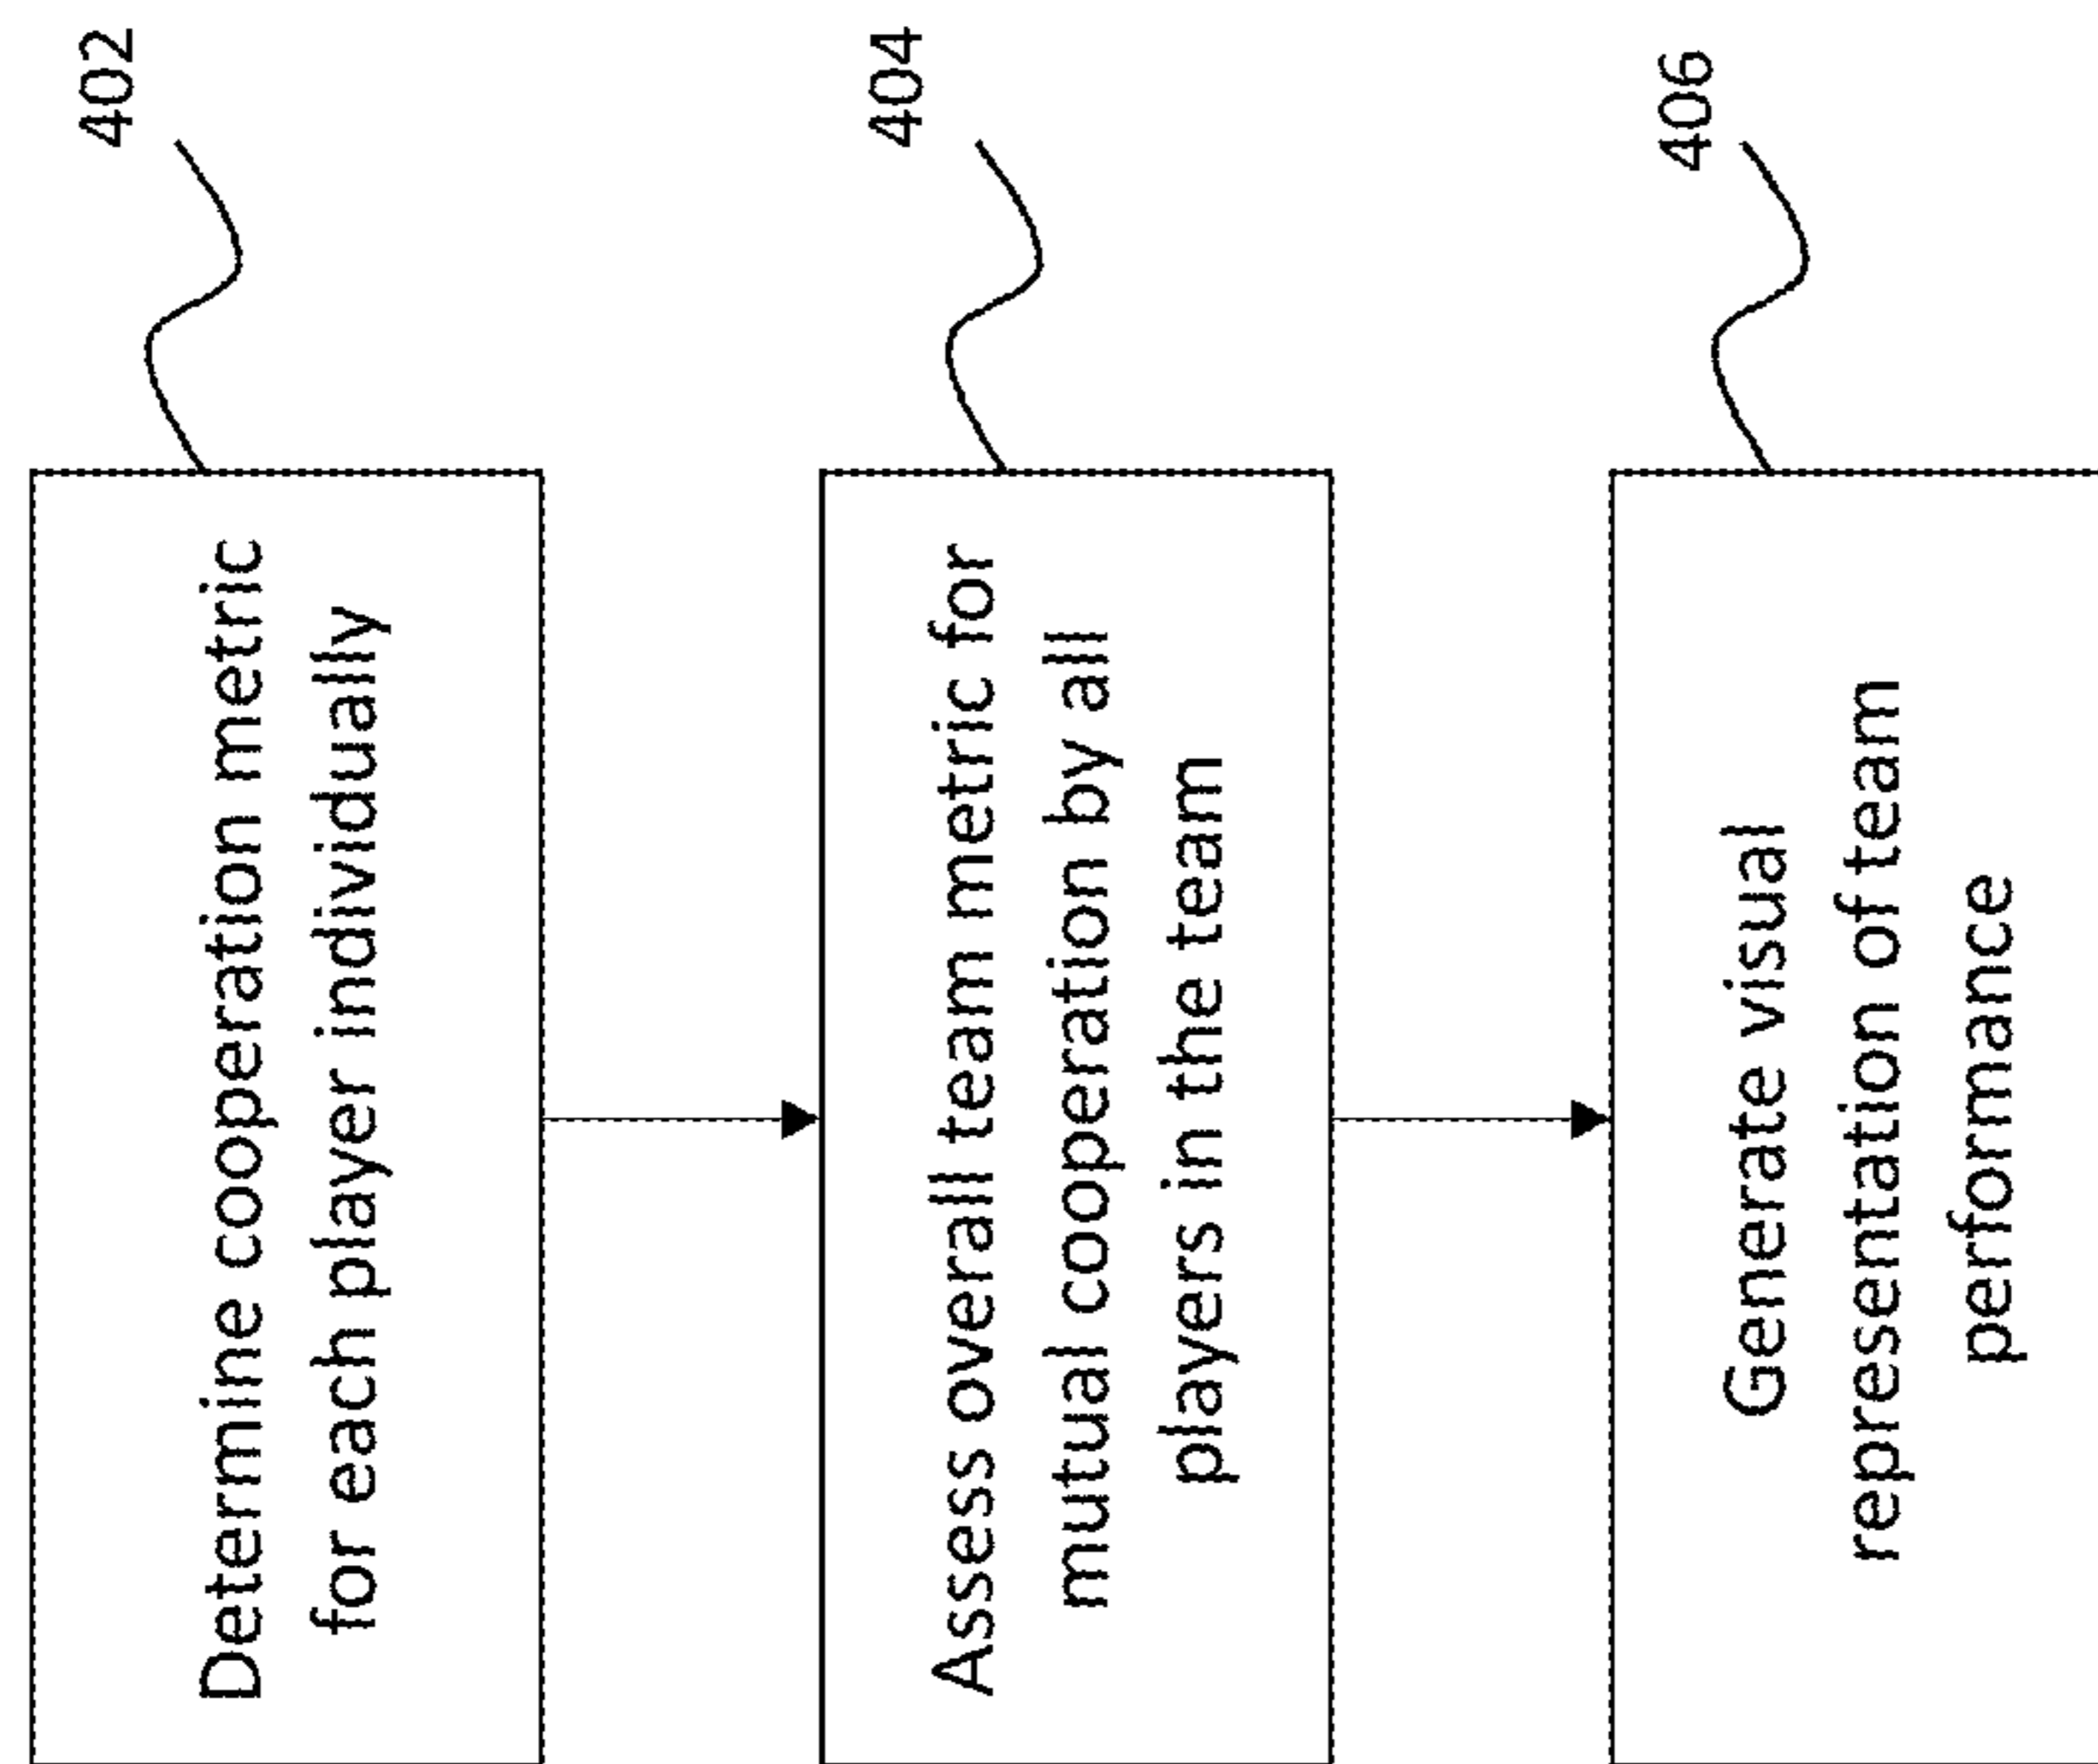 402
Determine cooperation metric
for each player individually
404
Assess overall team metric for
mutual cooperation by all
players in the team
406
Generate visual
representation of team
performance